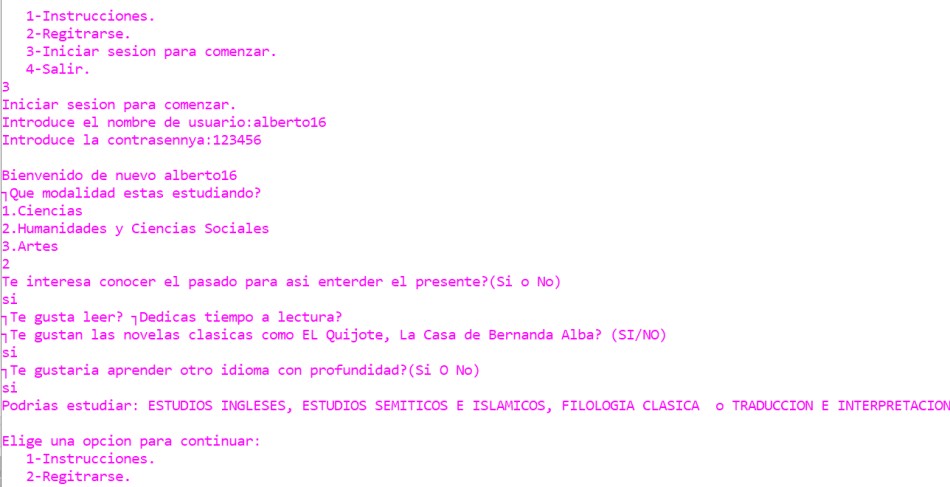 1-Instrucciones.
2-Regitrarse.
3-Iniciar sesion para comenzar.
4-Salir.
3
Iniciar sesion para comenzar.
Introduce el nombre de usuario:alberto16
Introduce la contrasennya:123456
Bienvenido de nuevo alberto16
┐Que modalidad estas estudiando?
1.Ciencias
2.Humanidades y Ciencias Sociales
3.Artes
2
Te interesa conocer el pasado para asi enterder el presente?(Si o No)
si
┐Te gusta leer? ┐Dedicas tiempo a lectura?
┐Te gustan las novelas clasicas como EL Quijote, La Casa de Bernanda Alba? (SI/NO)
si
┐Te gustaria aprender otro idioma con profundidad?(Si O No)
si
Podrias estudiar: ESTUDIOS INGLESES, ESTUDIOS SEMITICOS E ISLAMICOS, FILOLOGIA CLASICA  o TRADUCCION E INTERPRETACION
Elige una opcion para continuar:
1-Instrucciones.
2-Regitrarse.